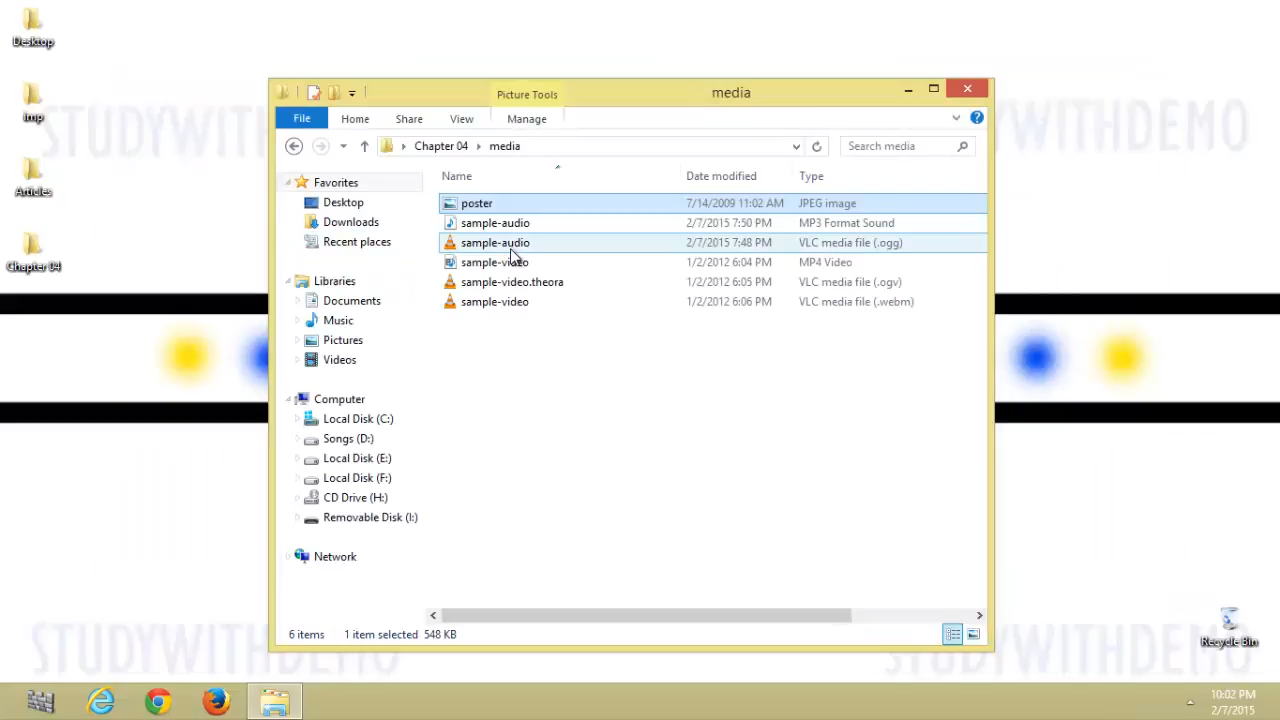 Desktop
Imp
Articles
Chapter 04
STUDYWITHDEMO
YWITHDEMO
Picture Tools
media
File
Home
Share
View
Manage
Chapter 04
media
Search media
Name
Date modified
Type
Favorites
Desktop
Downloads
Recent places
Libraries
Documents
Music
Pictures
Videos
Computer
Local Disk (C:)
Songs (D:)
Local Disk (E:)
Local Disk (F:)
CD Drive (H:)
Removable Disk (I:)
Network
poster 7/14/2009 11:02 AM JPEG image
sample-audio 2/7/2015 7:50 PM MP3 Format Sound
sample-audio 2/7/2015 7:48 PM VLC media file (.ogg)
sample-video 1/2/2012 6:04 PM MP4 Video
sample-video.theora 1/2/2012 6:05 PM VLC media file (.ogv)
sample-video 1/2/2012 6:06 PM VLC media file (.webm)
6 items 1 item selected 548 KB
STUDYWITHDEMO
STUDYWITHDEMO
Recycle Bin
10:02 PM
2/7/2015